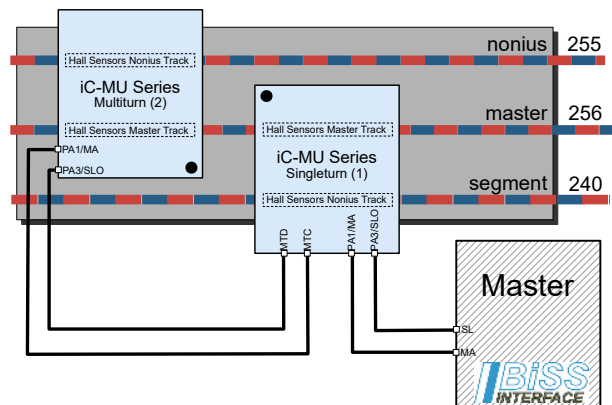 nonius 255
Hall Sensors Nonius Track
iC-MU Series
Multiturn (2)
Hall Sensors Master Track
PA1/MA
PA3/SLO
master 256
Hall Sensors Master Track
iC-MU Series
Singleturn (1)
Hall Sensors Nonius Track
segment 240
MTD
MTC
PA1/MA
PA3/SLO
Master
SL
MA
BiSS
INTERFACE